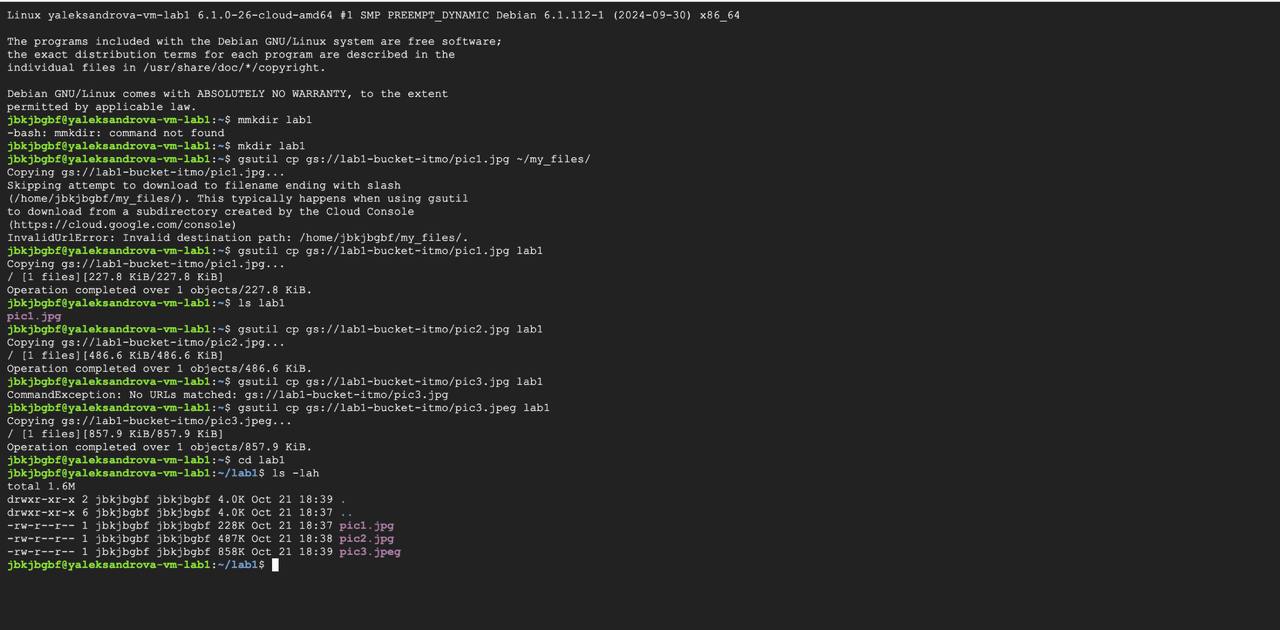 Linux yaleksandrova-vm-lab1 6.1.0-26-cloud-amd64 #1 SMP PREEMPT_DYNAMIC Debian 6.1.112-1 (2024-09-30) x86_64
The programs included with the Debian GNU/Linux system are free software;
the exact distribution terms for each program are described in the
individual files in /usr/share/doc/*/copyright.
Debian GNU/Linux comes with ABSOLUTELY NO WARRANTY, to the extent
permitted by applicable law.
jbkjbgbf@yaleksandrova-vm-lab1:~$ mmkdir lab1
-bash: mmkdir: command not found
jbkjbgbf@yaleksandrova-vm-lab1:~$ mkdir lab1
jbkjbgbf@yaleksandrova-vm-lab1:~$ gsutil cp gs://lab1-bucket-itmo/pic1.jpg ~/my_files/
Copying gs://lab1-bucket-itmo/pic1.jpg...
Skipping attempt to download to filename ending with slash
(/home/jbkjbgbf/my_files/). This typically happens when using gsutil
to download from a subdirectory created by the Cloud Console
(https://cloud.google.com/console)
InvalidUrlError: Invalid destination path: /home/jbkjbgbf/my_files/.
jbkjbgbf@yaleksandrova-vm-lab1:~$ gsutil cp gs://lab1-bucket-itmo/pic1.jpg lab1
Copying gs://lab1-bucket-itmo/pic1.jpg...
/ [1 files][227.8 KiB/227.8 KiB]
Operation completed over 1 objects/227.8 KiB.
jbkjbgbf@yaleksandrova-vm-lab1:~$ ls lab1
pic1.jpg
jbkjbgbf@yaleksandrova-vm-lab1:~$ gsutil cp gs://lab1-bucket-itmo/pic2.jpg lab1
Copying gs://lab1-bucket-itmo/pic2.jpg...
/ [1 files][486.6 KiB/486.6 KiB]
Operation completed over 1 objects/486.6 KiB.
jbkjbgbf@yaleksandrova-vm-lab1:~$ gsutil cp gs://lab1-bucket-itmo/pic3.jpg lab1
CommandException: No URLs matched: gs://lab1-bucket-itmo/pic3.jpg
jbkjbgbf@yaleksandrova-vm-lab1:~$ gsutil cp gs://lab1-bucket-itmo/pic3.jpeg lab1
Copying gs://lab1-bucket-itmo/pic3.jpeg...
/ [1 files][857.9 KiB/857.9 KiB]
Operation completed over 1 objects/857.9 KiB.
jbkjbgbf@yaleksandrova-vm-lab1:~$ cd lab1
jbkjbgbf@yaleksandrova-vm-lab1:~/lab1$ ls -lah
total 1.6M
drwxr-xr-x 2 jbkjbgbf jbkjbgbf 4.0K Oct 21 18:39 .
drwxr-xr-x 6 jbkjbgbf jbkjbgbf 4.0K Oct 21 18:37 ..
-rw-r--r-- 1 jbkjbgbf jbkjbgbf 228K Oct 21 18:37 pic1.jpg
-rw-r--r-- 1 jbkjbgbf jbkjbgbf 487K Oct 21 18:38 pic2.jpg
-rw-r--r-- 1 jbkjbgbf jbkjbgbf 858K Oct 21 18:39 pic3.jpeg
jbkjbgbf@yaleksandrova-vm-lab1:~/lab1$